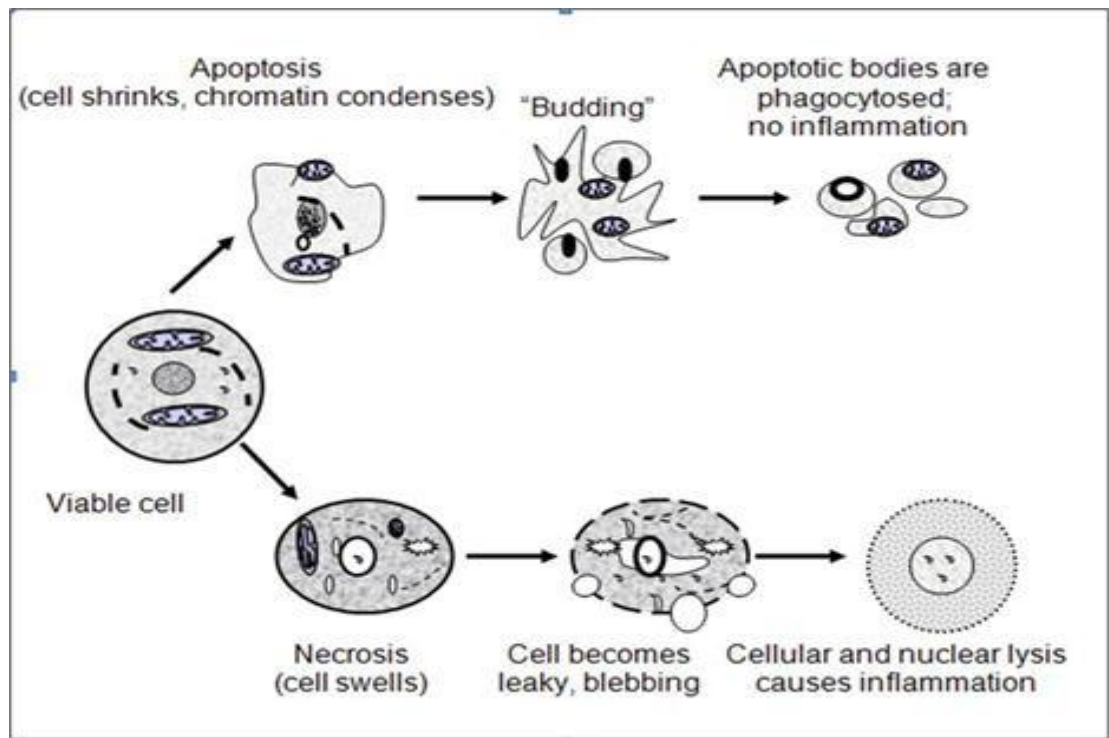 Apoptosis
(cell shrinks, chromatin condenses)
“Budding”
Apoptotic bodies are
phagocytosed;
no inflammation
Viable cell
Necrosis
(cell swells)
Cell becomes
leaky, blebbing
Cellular and nuclear lysis
causes inflammation